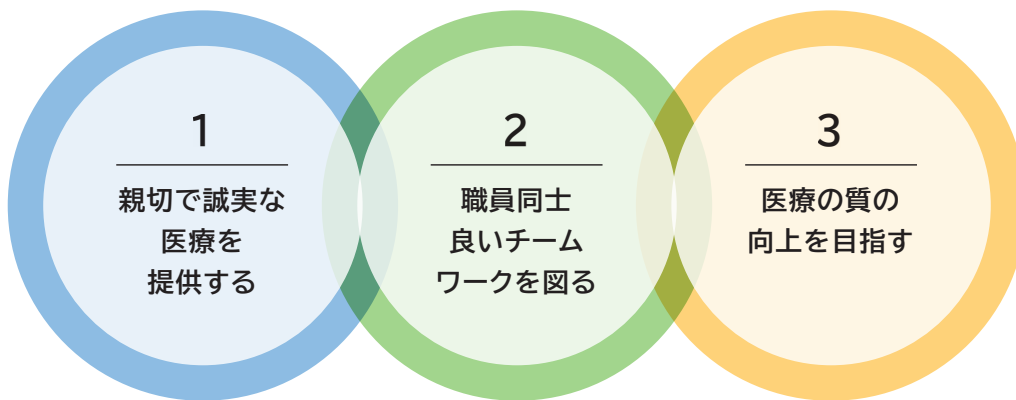 1
親切で誠実な
医療を
提供する
2
職員同士
良いチーム
ワークを図る
3
医療の質の
向上を目指す